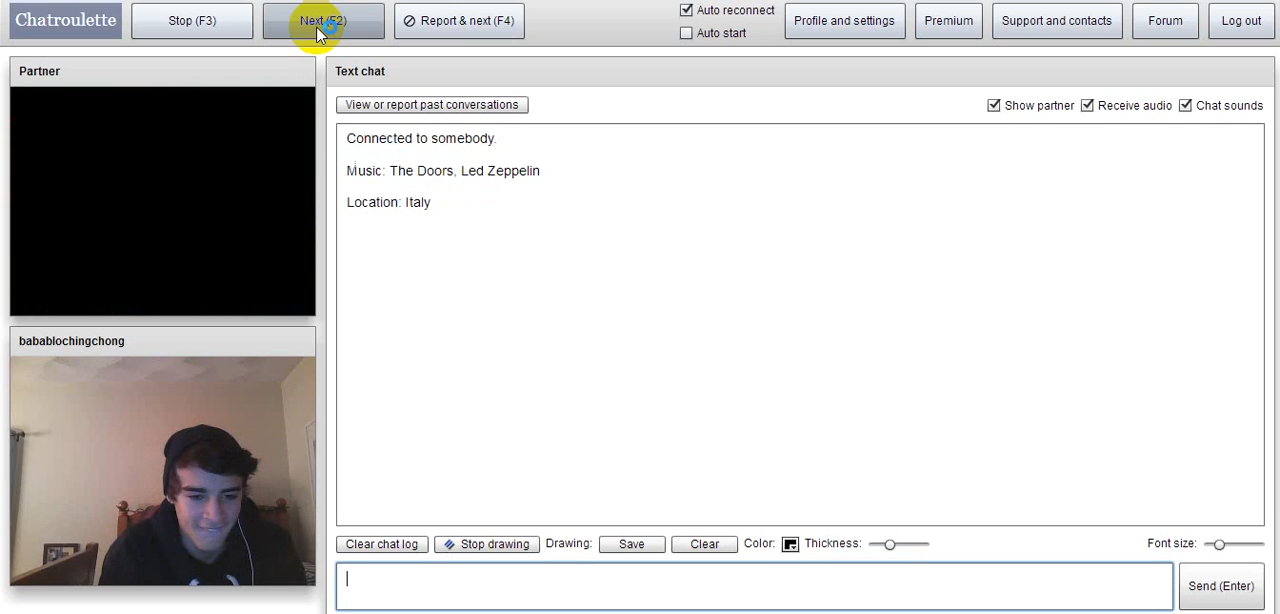 Chatroulette
Stop (F3)
Next (F2)
Report & next (F4)
Auto reconnect
Auto start
Profile and settings
Premium
Support and contacts
Forum
Log out
Partner
Text chat
View or report past conversations
Show partner
Receive audio
Chat sounds
Connected to somebody.
Music: The Doors, Led Zeppelin
Location: Italy
babablochingchong
Clear chat log
Stop drawing
Drawing:
Save
Clear
Color:
Thickness:
Font size:
Send (Enter)